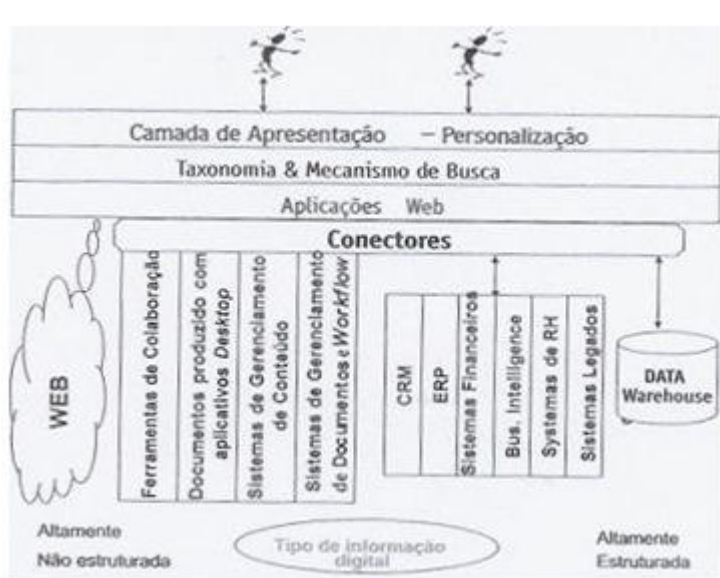 Camada de Apresentação – Personalização
Taxonomia & Mecanismo de Busca
Aplicações Web
Conectores
WEB
Ferramentas de Colaboração
Documentos produzido com
aplicativos Desktop
Sistemas de Gerenciamento
de Conteúdo
Sistemas de Gerenciamento
de Documentos e Workflow
CRM
ERP
Sistemas Financeiros
Bus. Intelligence
Systemas de RH
Sistemas Legados
DATA
Warehouse
Altamente
Não estruturada
Tipo de informação
digital
Altamente
Estruturada